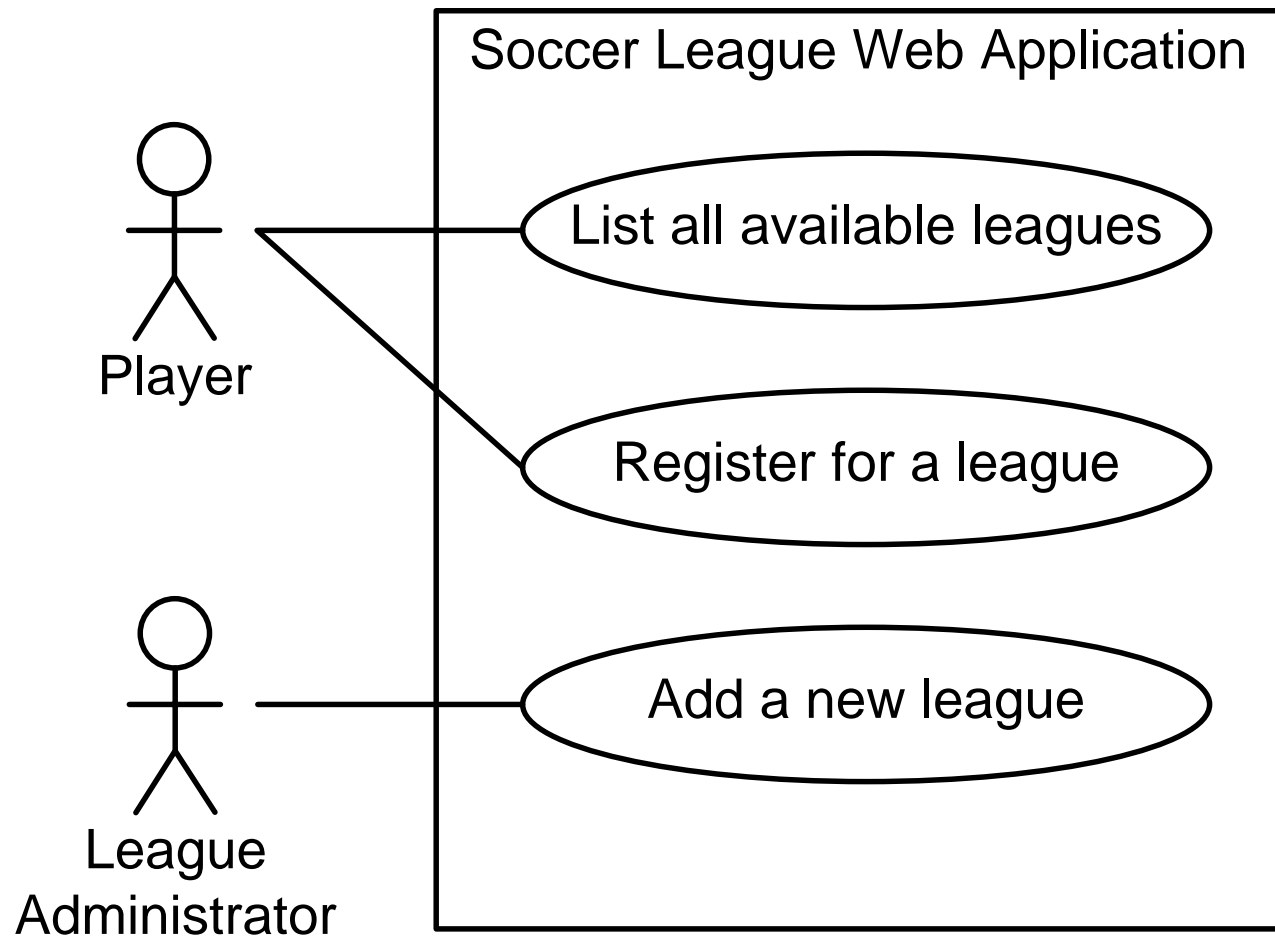 Soccer League Web Application
List all available leagues
Player
Register for a league
Add a new league
League
Administrator